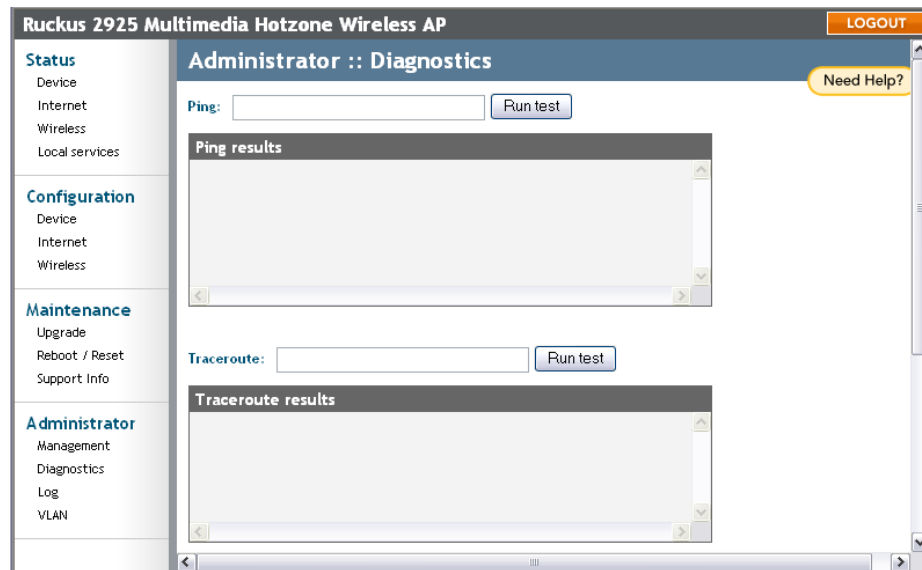 Ruckus 2925 Multimedia Hotzone Wireless AP
LOGOUT
Status
Device
Internet
Wireless
Local services
Configuration
Device
Internet
Wireless
Maintenance
Upgrade
Reboot / Reset
Support Info
Administrator
Management
Diagnostics
Log
VLAN
Administrator :: Diagnostics
Need Help?
Ping: Run test
Ping results
Traceroute: Run test
Traceroute results